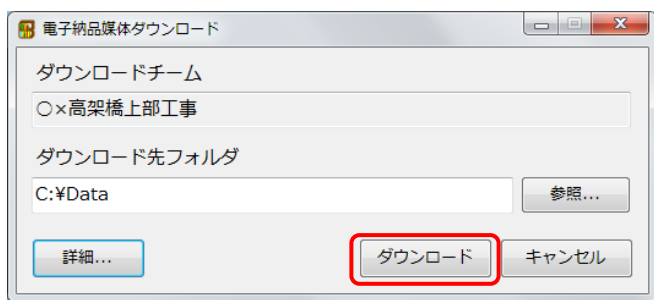 電子納品媒体ダウンロード
ダウンロードチーム
○×高架橋上部工事
ダウンロード先フォルダ
C:¥Data
参照...
詳細...
ダウンロード
キャンセル